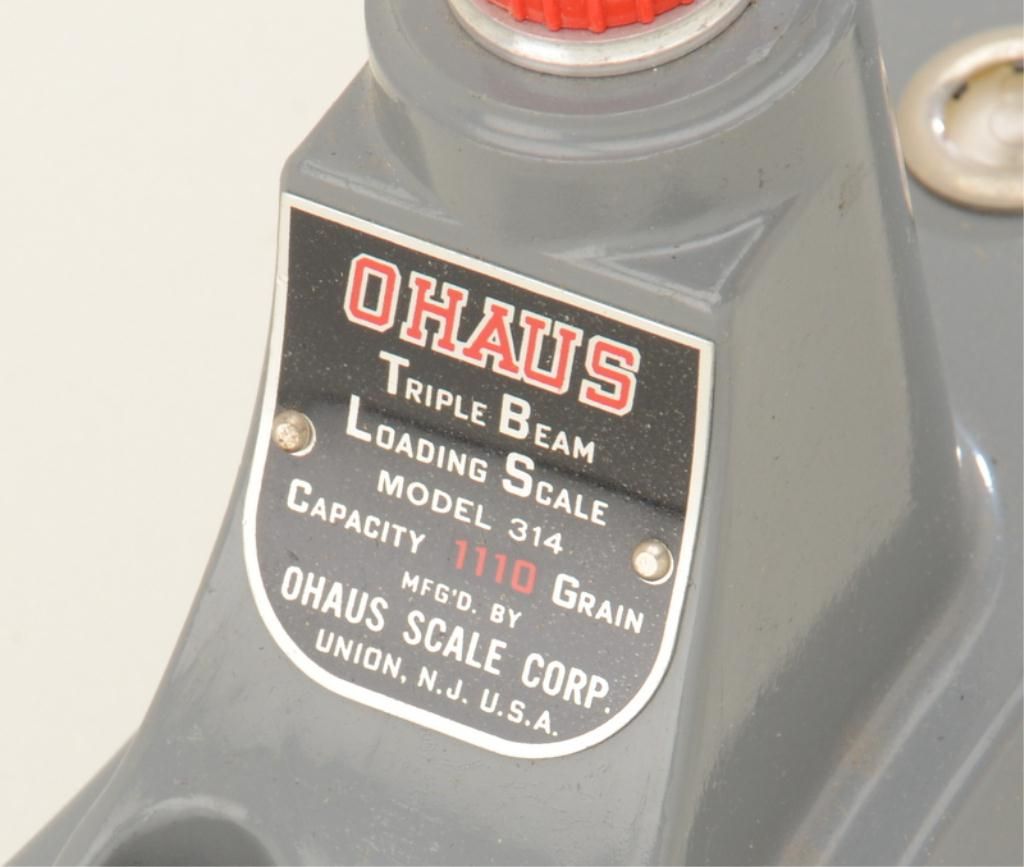 OHAUS
TRIPLE BEAM
LOADING SCALE
MODEL 314
CAPACITY 1110 GRAIN
MFG'D. BY
OHAUS SCALE CORP.
UNION, N.J. U.S.A.